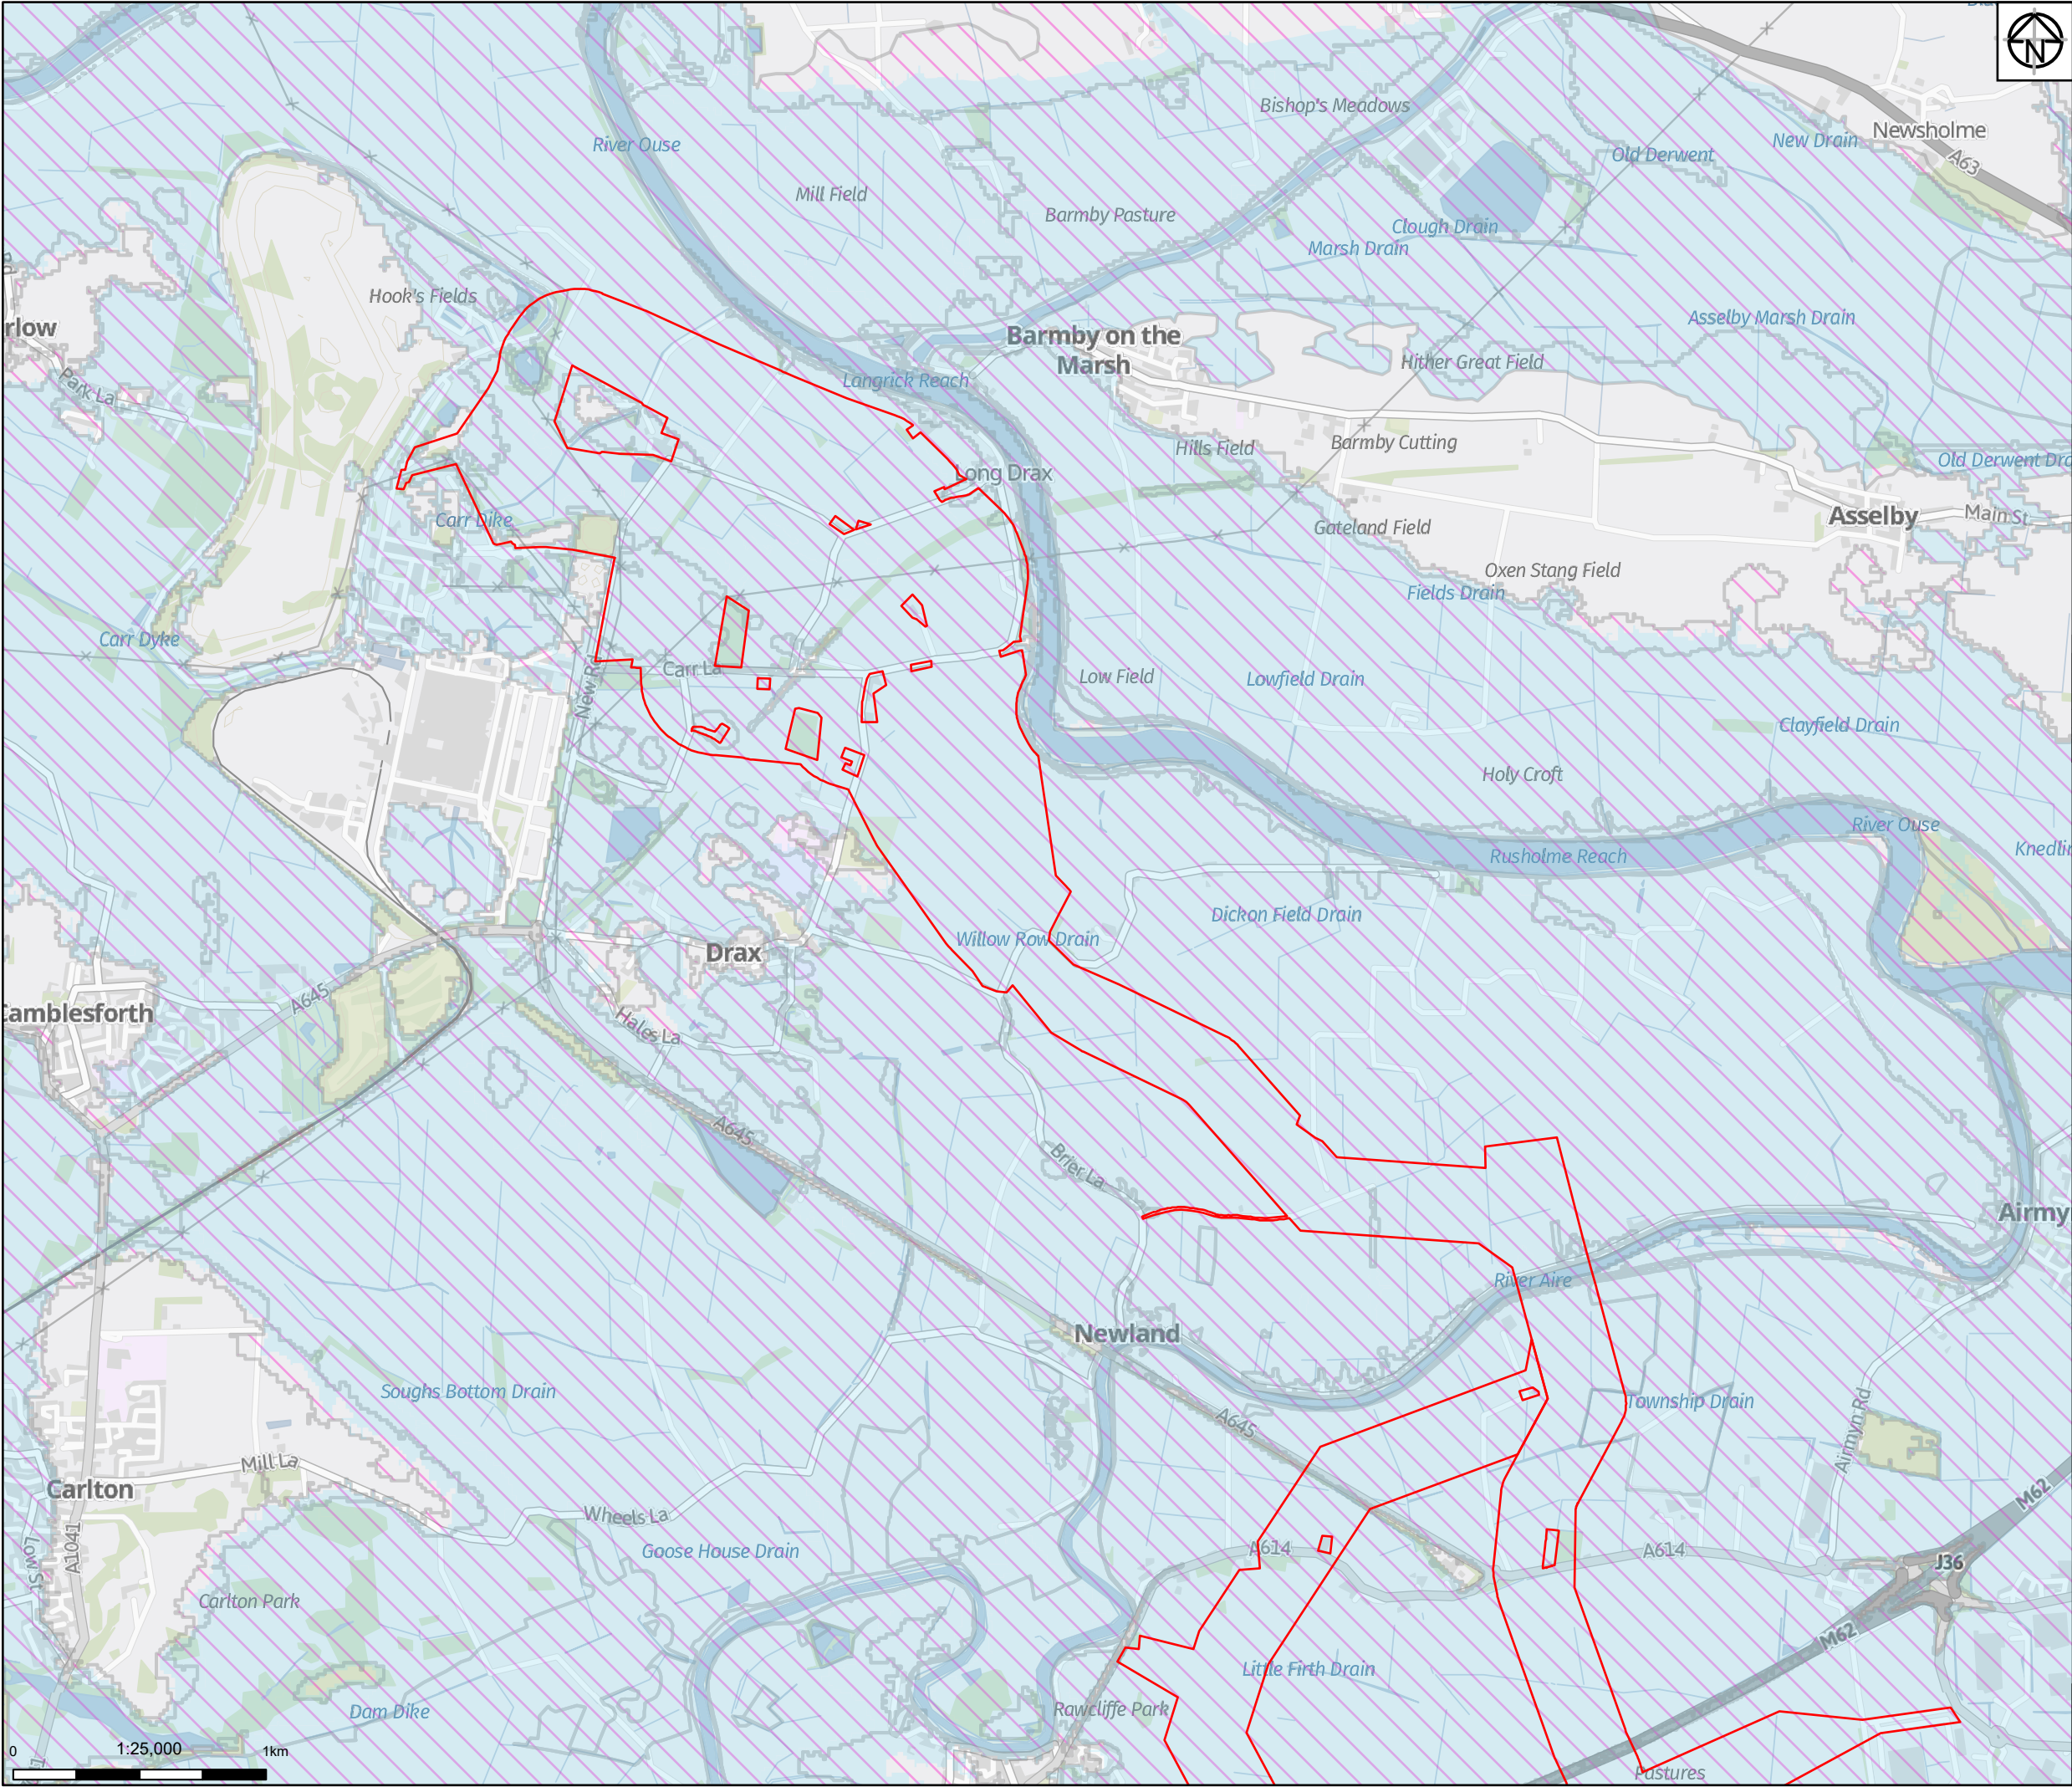 N
Bishop's Meadows
Newsholme
A63
New Drain
River Ouse
Old Derwent
Mill Field
Barmby Pasture
Clough Drain
Marsh Drain
Hook's Fields
rlow
Asselby Marsh Drain
Barmby on the
Marsh
Hither Great Field
Langrick Reach
Park La
Hills Field
Barmby Cutting
Old Derwent Dra
Long Drax
Carr Dike
Gateland Field
Asselby
Main St
Oxen Stang Field
Fields Drain
Carr Dyke
Carr La
New Rd
Low Field
Lowfield Drain
Clayfield Drain
Holy Croft
River Ouse
Knedlin
Rusholme Reach
Dickon Field Drain
Willow Row Drain
Drax
A645
Camblesforth
Hales La
A645
Brier La
Airmy
River Aire
Newland
Soughs Bottom Drain
Township Drain
A645
Airmyn Rd
Mill La
Carlton
M62
Wheels La
A1041
Low St
Goose House Drain
A614
A614
J36
Carlton Park
M62
Little Firth Drain
Rawcliffe Park
Dam Dike
Pastures
0
1:25,000
1km